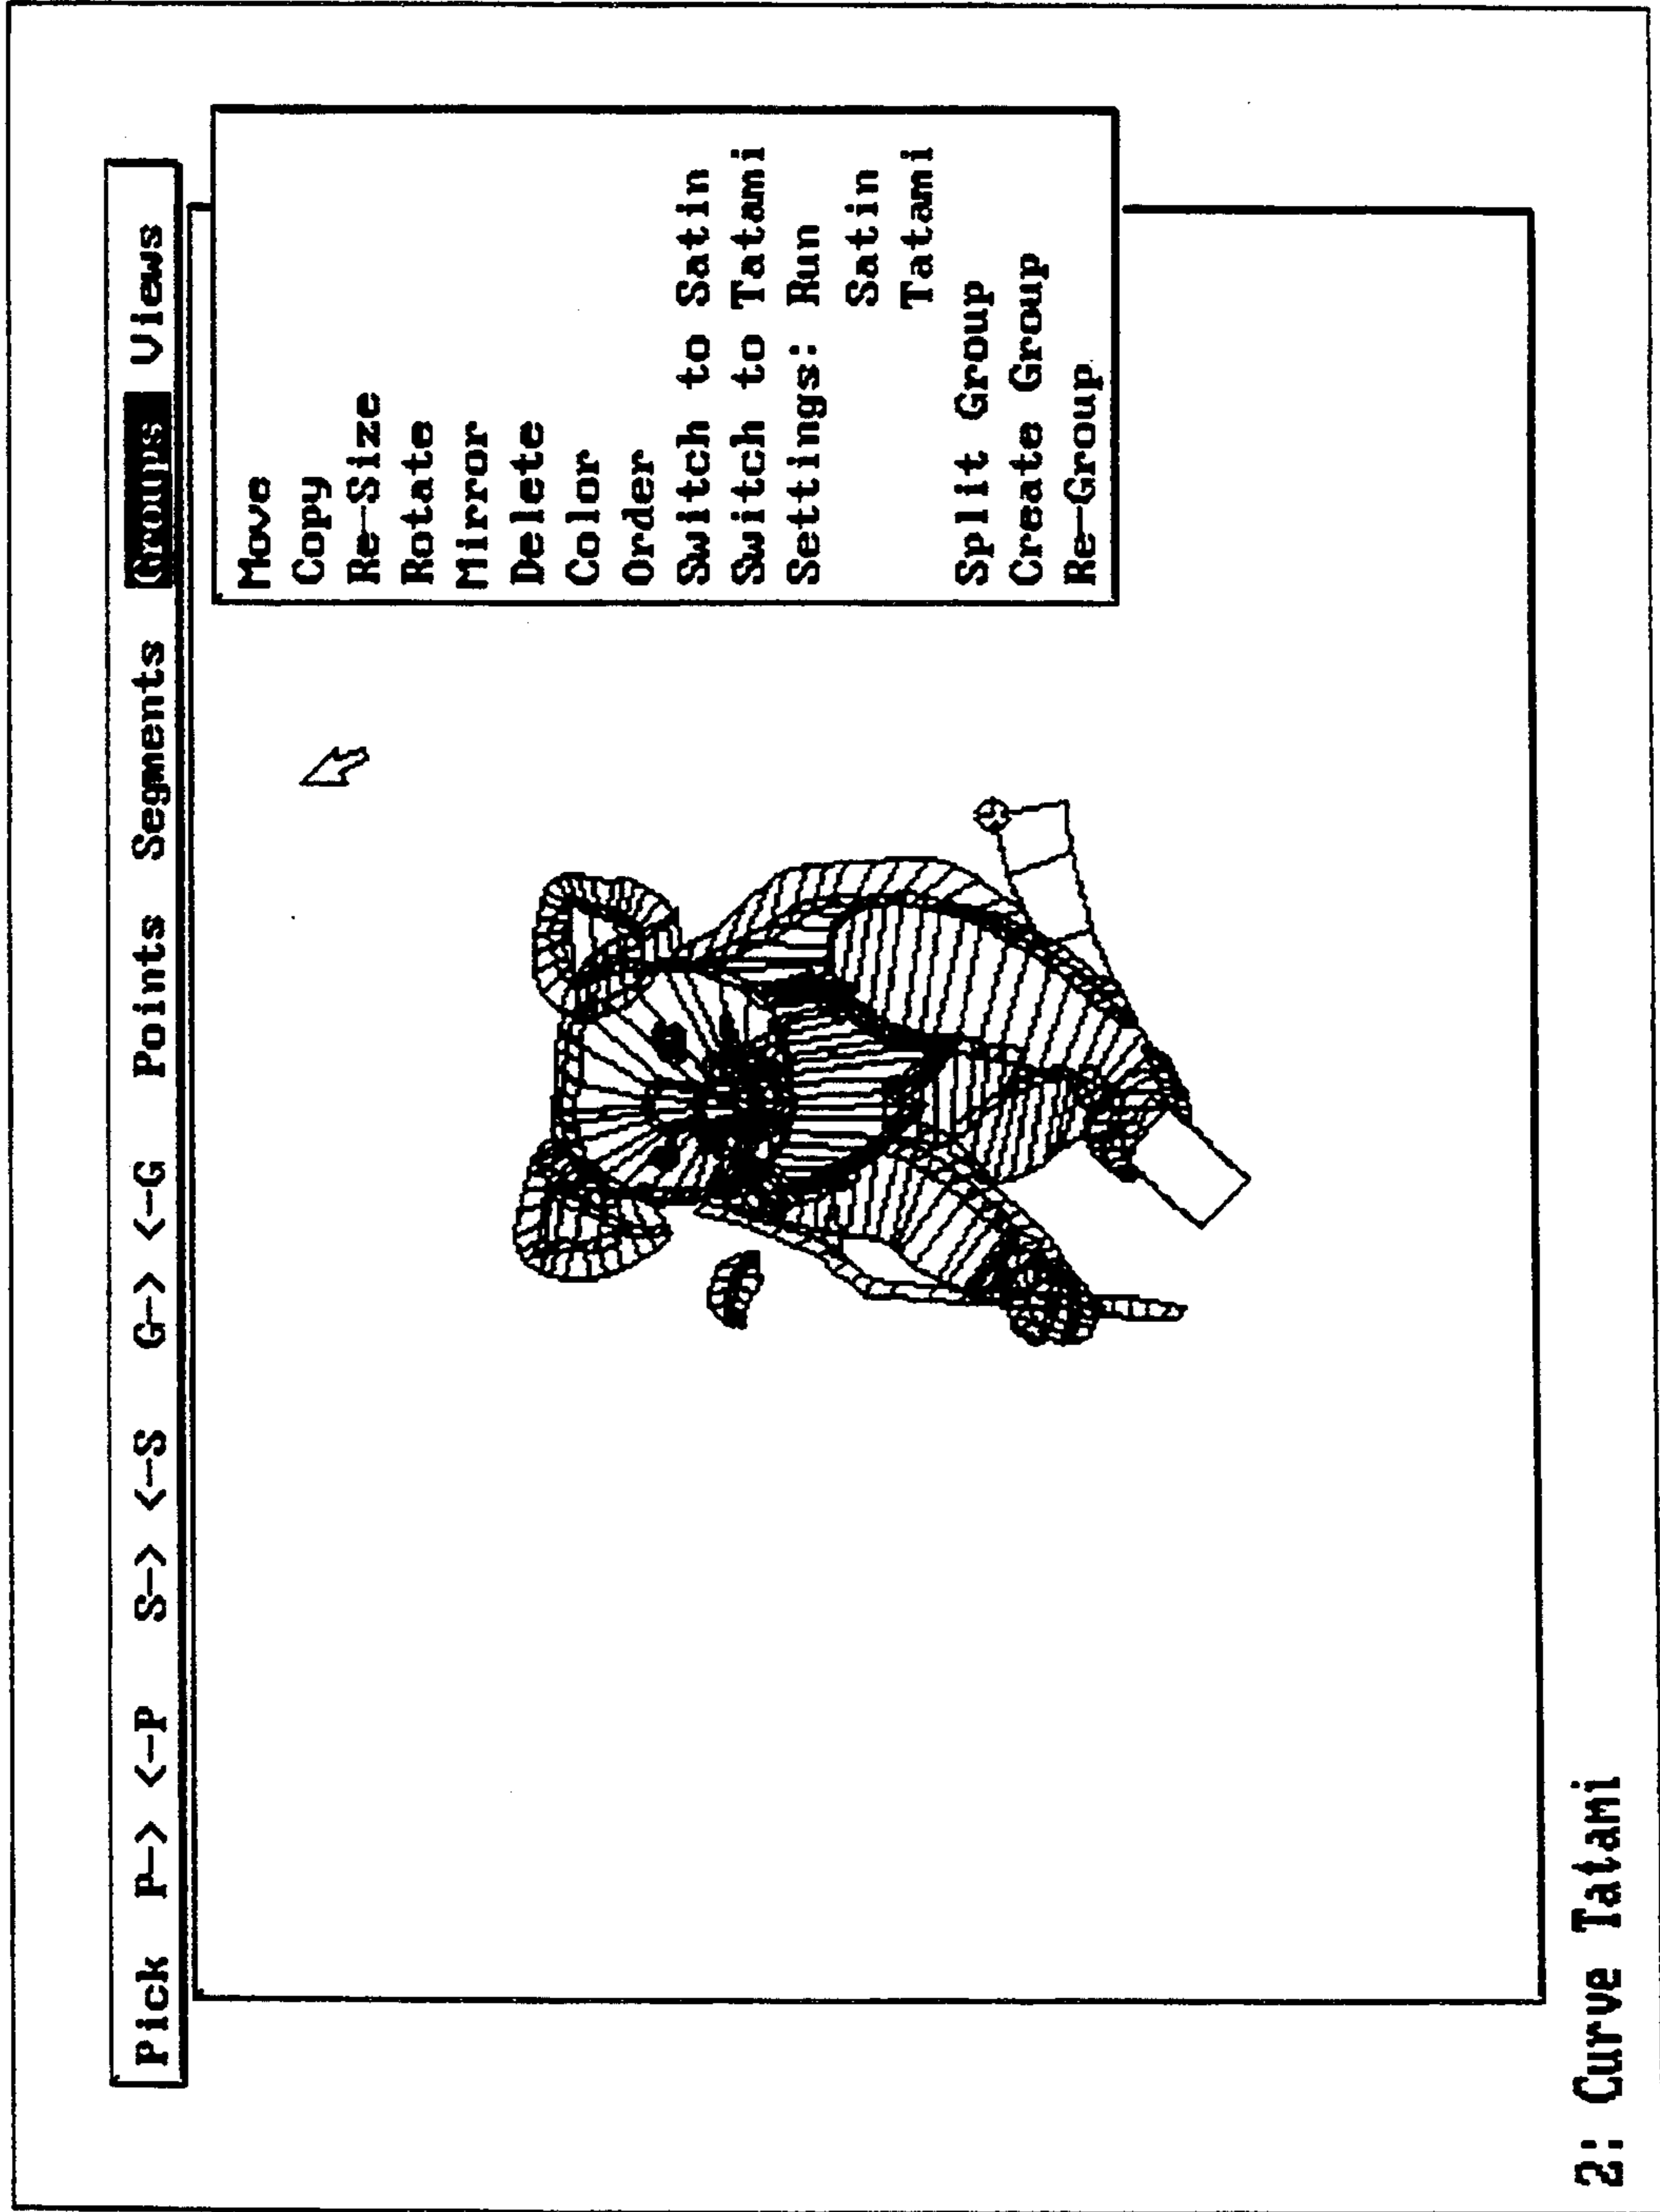 Pick P-> <-P S-> <-S G-> <-G Points Segments Groups Views
Move
Copy
Re-Size
Rotate
Mirror
Delete
Color
Order
Switch to Satin
Switch to Tatami
Settings: Run
Satin
Tatami
Split Group
Create Group
Re-Group
2: Curve Tatami